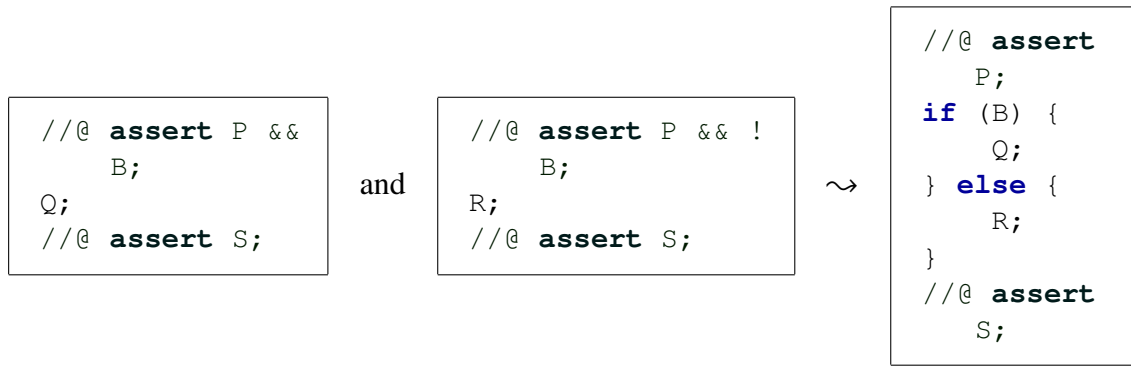 //@ assert P &&
B;
Q;
//@ assert S;
and
//@ assert P && !
B;
R;
//@ assert S;
⤳
//@ assert
P;
if (B) {
Q;
} else {
R;
}
//@ assert
S;